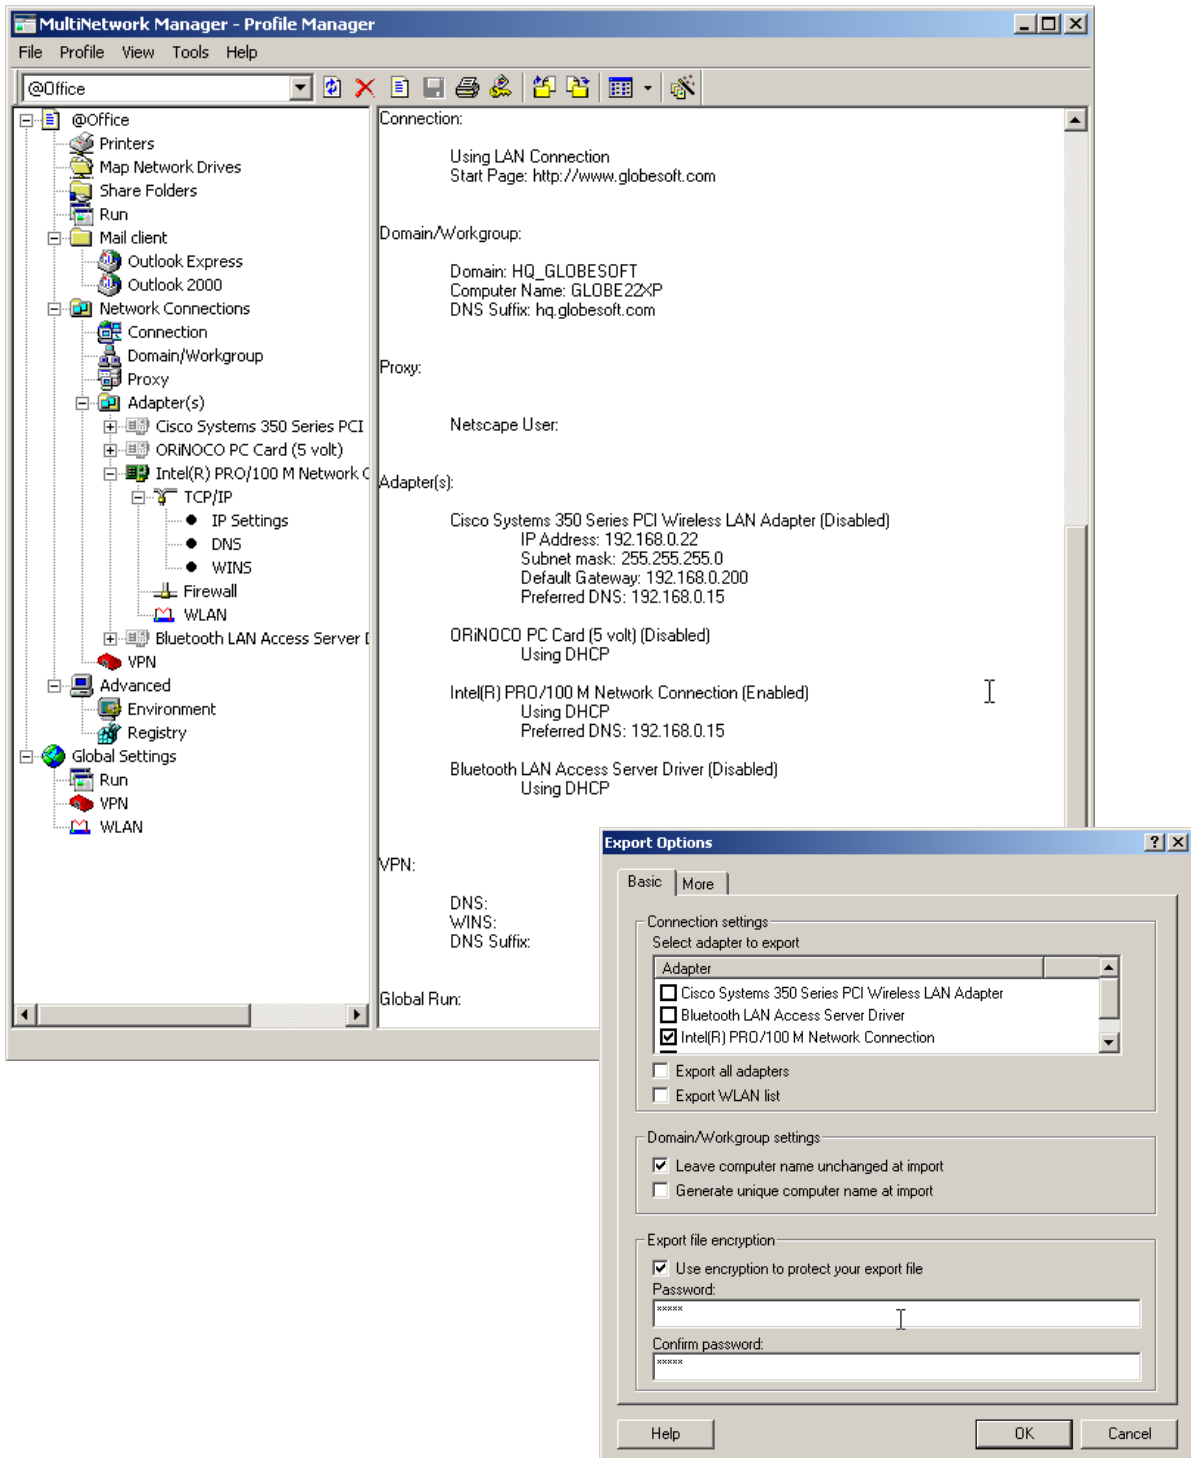 MultiNetwork Manager - Profile Manager
File Profile View Tools Help
@Office
@Office
Printers
Map Network Drives
Share Folders
Run
Mail client
Outlook Express
Outlook 2000
Network Connections
Connection
Domain/Workgroup
Proxy
Adapter(s)
Cisco Systems 350 Series PCI
ORiNOCO PC Card (5 volt)
Intel(R) PRO/100 M Network C
TCP/IP
IP Settings
DNS
WINS
Firewall
WLAN
Bluetooth LAN Access Server D
VPN
Advanced
Environment
Registry
Global Settings
Run
VPN
WLAN
Connection:
Using LAN Connection
Start Page: http://www.globesoft.com
Domain/Workgroup:
Domain: HQ_GLOBESOFT
Computer Name: GLOBE22XP
DNS Suffix: hq.globesoft.com
Proxy:
Netscape User:
Adapter(s):
Cisco Systems 350 Series PCI Wireless LAN Adapter (Disabled)
IP Address: 192.168.0.22
Subnet mask: 255.255.255.0
Default Gateway: 192.168.0.200
Preferred DNS: 192.168.0.15
ORiNOCO PC Card (5 volt) (Disabled)
Using DHCP
Intel(R) PRO/100 M Network Connection (Enabled)
Using DHCP
Preferred DNS: 192.168.0.15
Bluetooth LAN Access Server Driver (Disabled)
Using DHCP
VPN:
DNS:
WINS:
DNS Suffix:
Global Run:
Export Options
Basic More
Connection settings
Select adapter to export
Adapter
Cisco Systems 350 Series PCI Wireless LAN Adapter
Bluetooth LAN Access Server Driver
Intel(R) PRO/100 M Network Connection
Export all adapters
Export WLAN list
Domain/Workgroup settings
Leave computer name unchanged at import
Generate unique computer name at import
Export file encryption
Use encryption to protect your export file
Password:
*****
Confirm password:
*****
Help OK Cancel